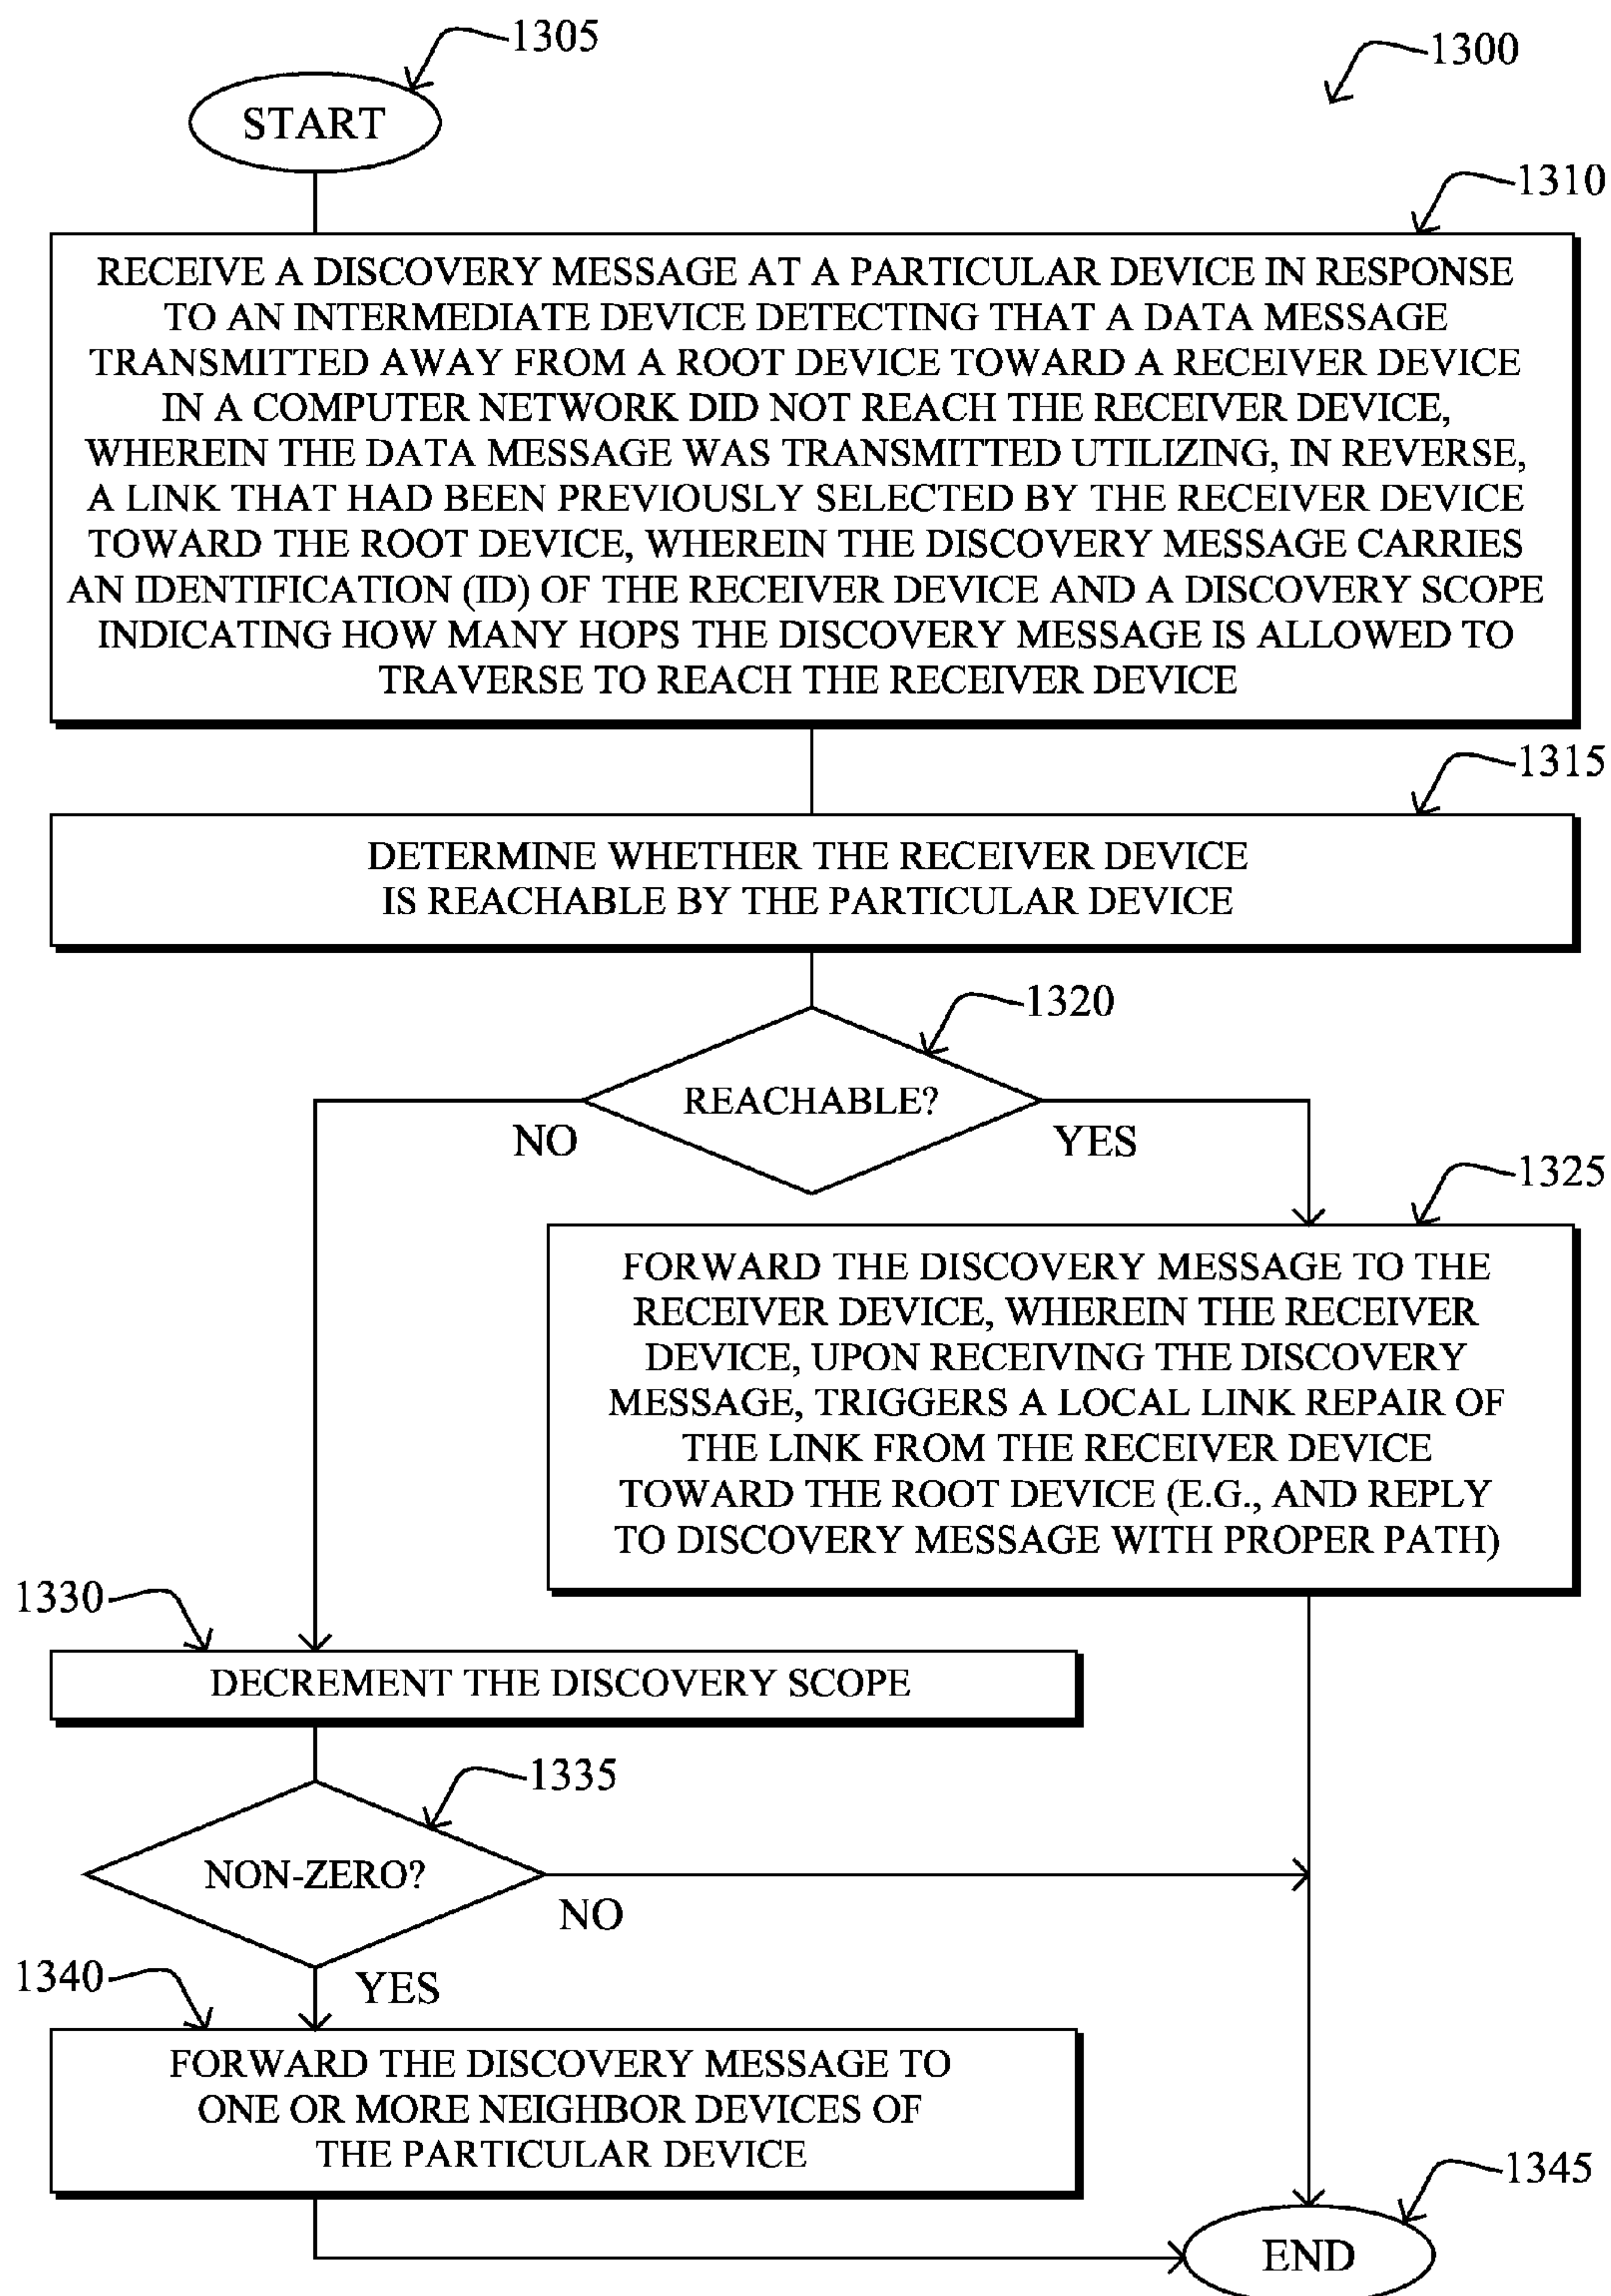 1305
1300
START
1310
RECEIVE A DISCOVERY MESSAGE AT A PARTICULAR DEVICE IN RESPONSE
TO AN INTERMEDIATE DEVICE DETECTING THAT A DATA MESSAGE
TRANSMITTED AWAY FROM A ROOT DEVICE TOWARD A RECEIVER DEVICE
IN A COMPUTER NETWORK DID NOT REACH THE RECEIVER DEVICE,
WHEREIN THE DATA MESSAGE WAS TRANSMITTED UTILIZING, IN REVERSE,
A LINK THAT HAD BEEN PREVIOUSLY SELECTED BY THE RECEIVER DEVICE
TOWARD THE ROOT DEVICE, WHEREIN THE DISCOVERY MESSAGE CARRIES
AN IDENTIFICATION (ID) OF THE RECEIVER DEVICE AND A DISCOVERY SCOPE
INDICATING HOW MANY HOPS THE DISCOVERY MESSAGE IS ALLOWED TO
TRAVERSE TO REACH THE RECEIVER DEVICE
1315
DETERMINE WHETHER THE RECEIVER DEVICE
IS REACHABLE BY THE PARTICULAR DEVICE
1320
REACHABLE?
NO
YES
1325
FORWARD THE DISCOVERY MESSAGE TO THE
RECEIVER DEVICE, WHEREIN THE RECEIVER
DEVICE, UPON RECEIVING THE DISCOVERY
MESSAGE, TRIGGERS A LOCAL LINK REPAIR OF
THE LINK FROM THE RECEIVER DEVICE
TOWARD THE ROOT DEVICE (E.G., AND REPLY
TO DISCOVERY MESSAGE WITH PROPER PATH)
1330
DECREMENT THE DISCOVERY SCOPE
1335
NON-ZERO?
NO
YES
1340
FORWARD THE DISCOVERY MESSAGE TO
ONE OR MORE NEIGHBOR DEVICES OF
THE PARTICULAR DEVICE
1345
END